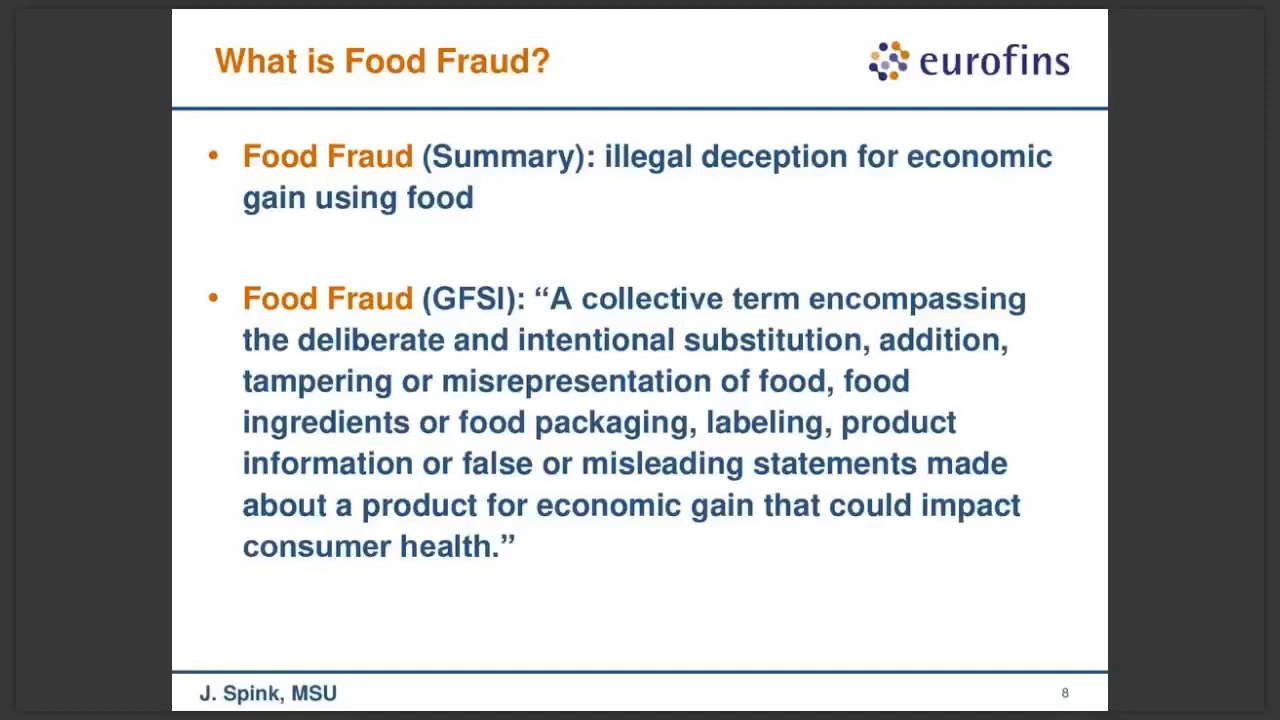 What is Food Fraud?
eurofins
• Food Fraud (Summary): illegal deception for economic
gain using food
• Food Fraud (GFSI): “A collective term encompassing
the deliberate and intentional substitution, addition,
tampering or misrepresentation of food, food
ingredients or food packaging, labeling, product
information or false or misleading statements made
about a product for economic gain that could impact
consumer health.”
J. Spink, MSU
8